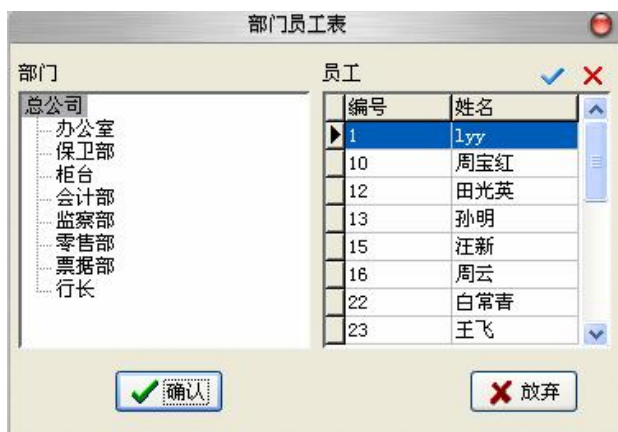 部门员工表
部门
员工
总公司
办公室
保卫部
柜台
会计部
监察部
零售部
票据部
行长
编号 姓名
1 lyy
10 周宝红
12 田光英
13 孙明
15 汪新
16 周云
22 白常青
23 王飞
确认
放弃